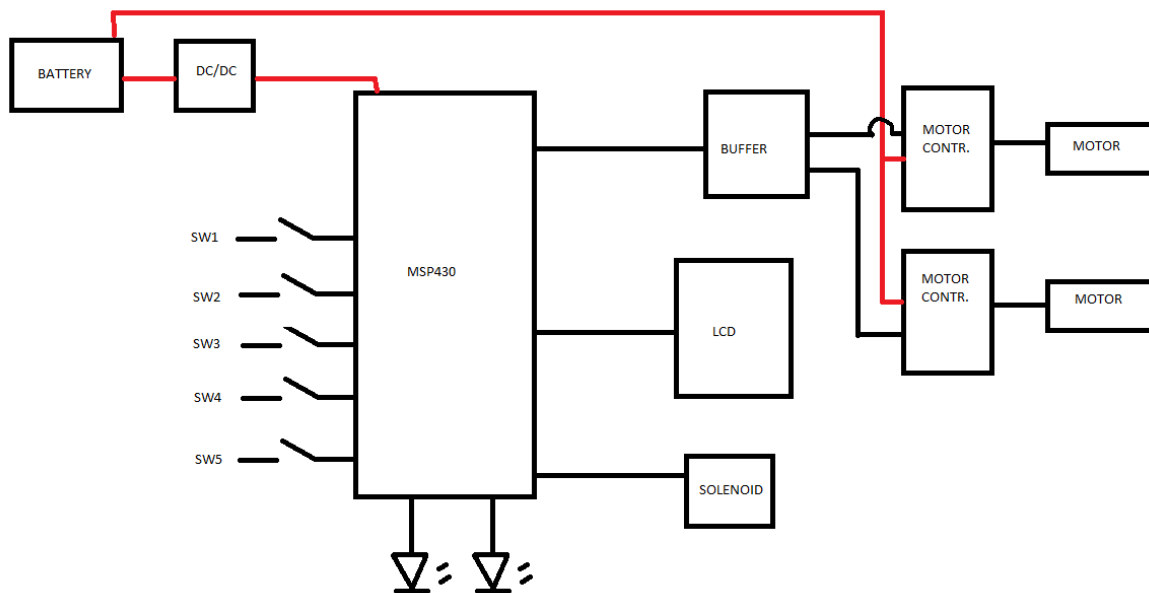 BATTERY
DC/DC
MOTOR
CONTR.
MOTOR
BUFFER
SW1
MSP430
MOTOR
CONTR.
MOTOR
SW2
LCD
SW3
SW4
SW5
SOLENOID